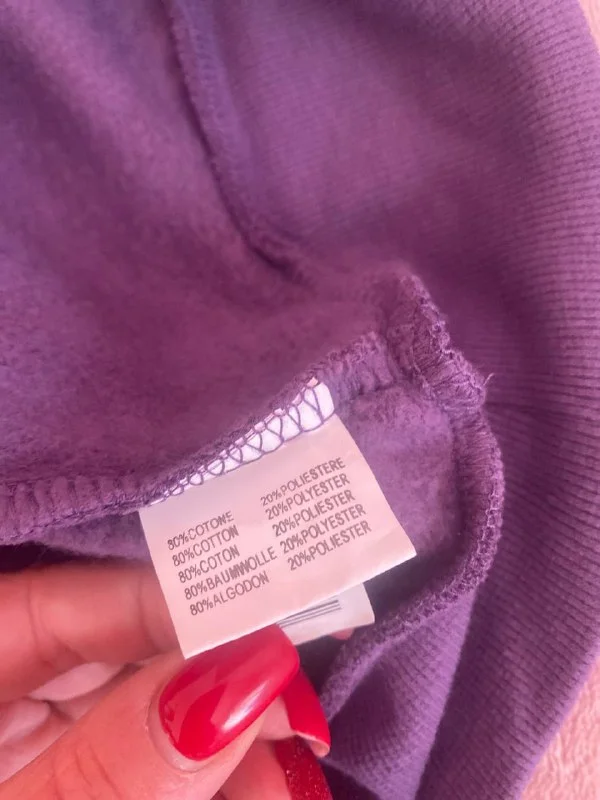 80%COTONE 20%POLIESTERE
80%COTTON 20%POLYESTER
80%COTON 20%POLIESTER
80%BAUMWOLLE 20%POLYESTER
80%ALGODON 20%POLIESTER